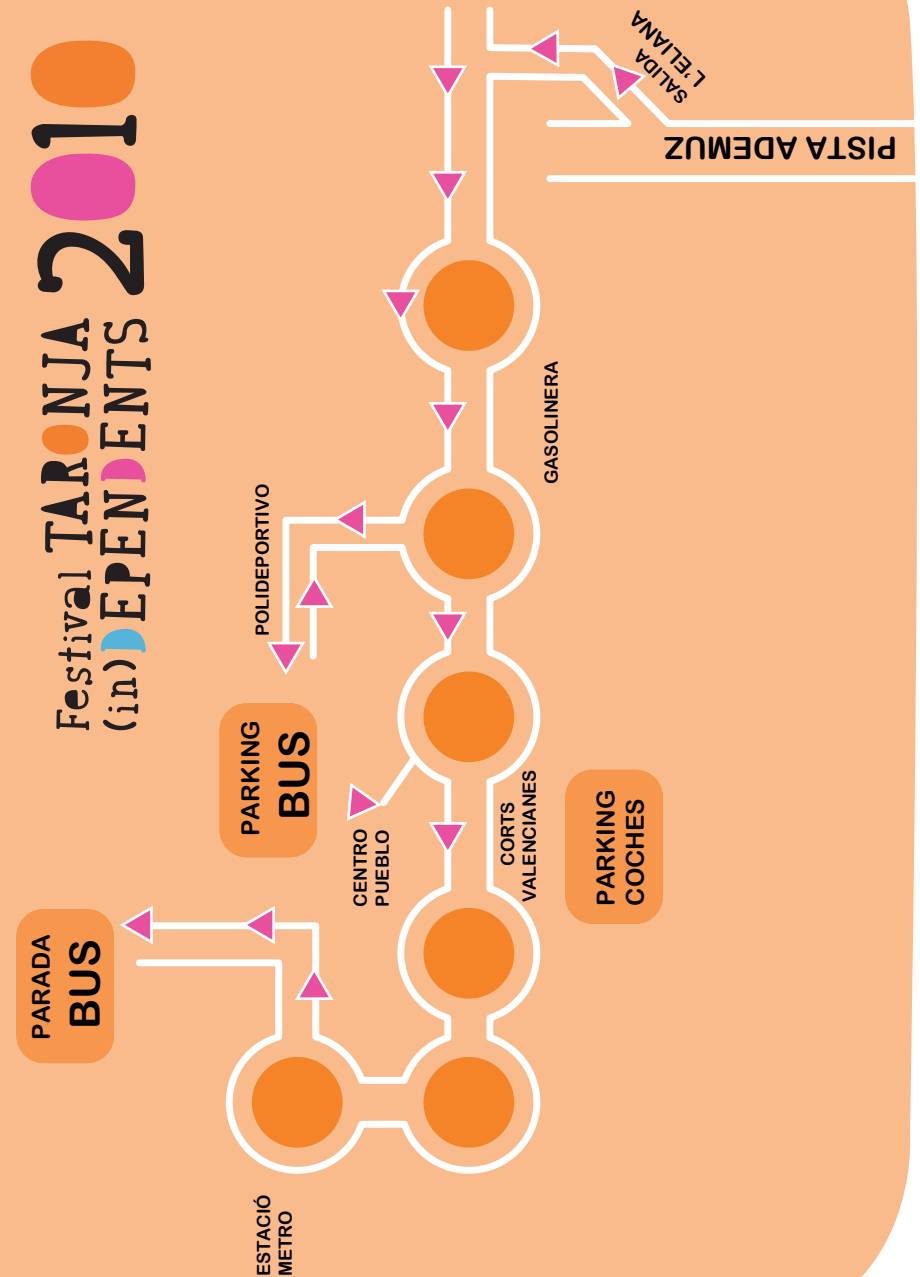 Festival TARONJA
(in)DEPENDENTS 2010
PARADA
BUS
PARKING
BUS
POLIDEPORTIVO
ESTACIÓ
METRO
CENTRO
PUEBLO
CORTS
VALENCIANES
GASOLINERA
PARKING
COCHES
SALIDA
L'ELIANA
PISTA ADEMUZ